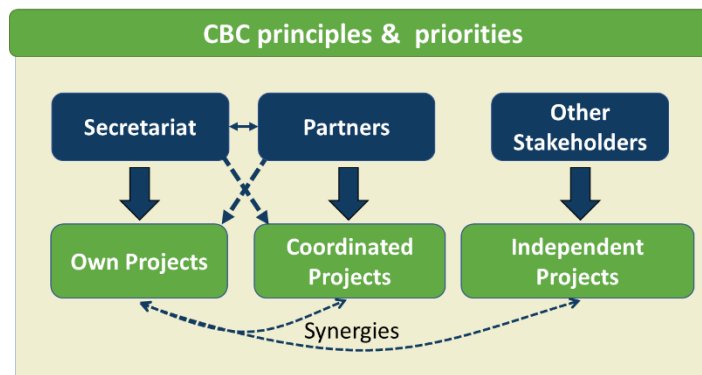 CBC principles & priorities
Secretariat
Partners
Other
Stakeholders
Own Projects
Coordinated
Projects
Independent
Projects
Synergies